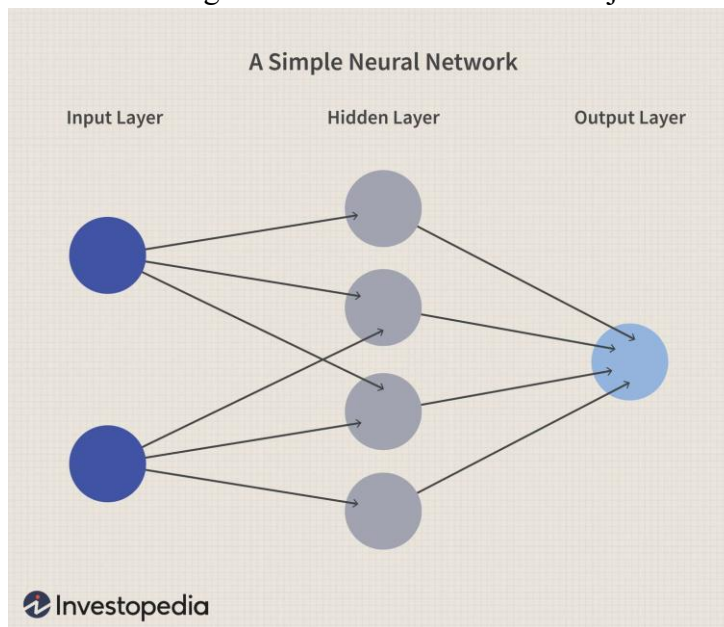 A Simple Neural Network
Input Layer
Hidden Layer
Output Layer
Investopedia